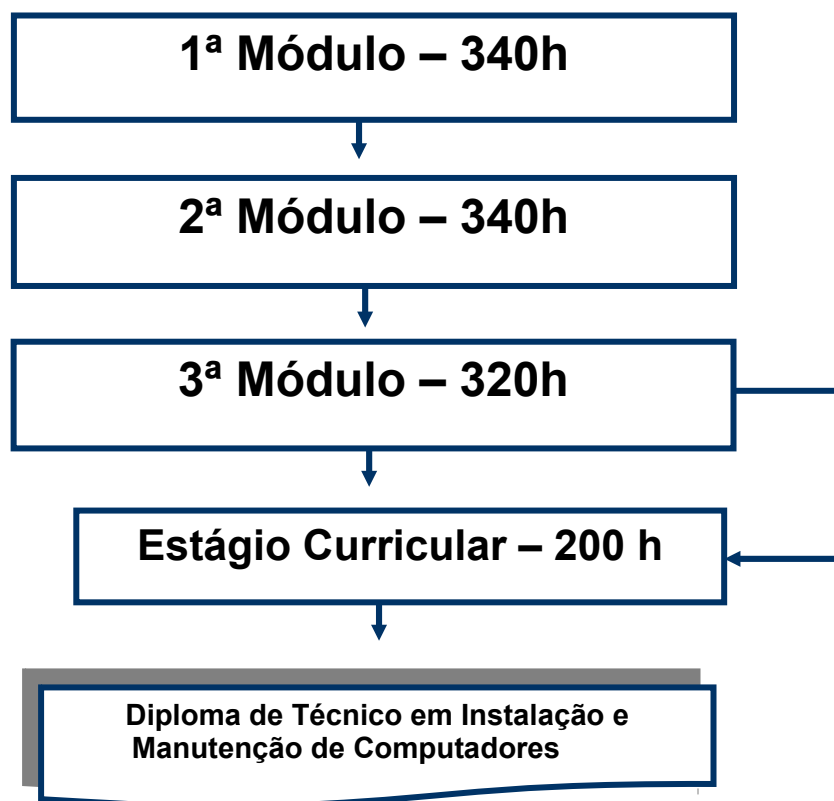 1ª Módulo – 340h
2ª Módulo – 340h
3ª Módulo – 320h
Estágio Curricular – 200 h
Diploma de Técnico em Instalação e
Manutenção de Computadores